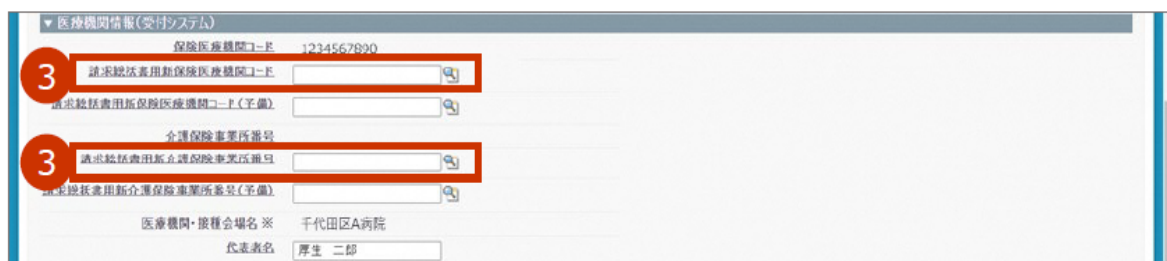 ▼ 医療機関情報(受付システム)
保険医療機関コード 1234567890
3 請求総括書用新保険医療機関コード
請求総括書用新保険医療機関コード(予備)
介護保険事業所番号
3 請求総括書用新介護保険事業所番号
請求総括書用新介護保険事業所番号(予備)
医療機関・接種会場名 ※ 千代田区A病院
代表者名 厚生 二郎